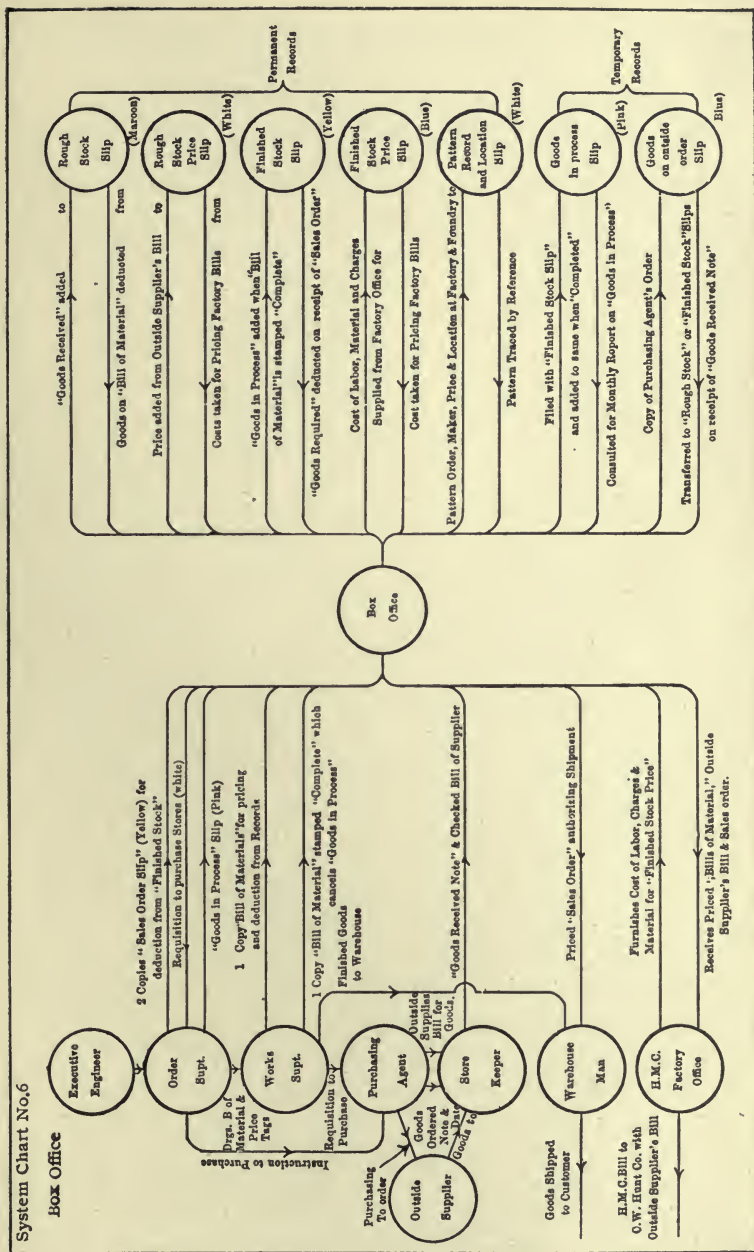 System Chart No.6
Box Office
Executive
Engineer
Order
Supt.
Works
Supt.
Purchasing
Agent
Store
Keeper
Outside
Supplier
Warehouse
Man
H.M.C.
Factory
Office
Instruction to Purchase
Drgs. B of
Material &
Price
Tags
Requisition to
Purchase
Purchasing
To order
Goods
Ordered
Note &
Date
Goods to
Outside
Supplies
Bill for
Goods.
Goods Shipped
to Customer
H.M.C.Bill to
C.W. Hunt Co. with
Outside Supplier's Bill
2 Copies "Sales Order Slip" (Yellow) for
deduction from "Finished Stock"
Requisition to purchase Stores (white)
"Goods in Process" Slip (Pink)
1 Copy "Bill of Materials" for pricing
and deduction from Records
1 Copy "Bill of Material" stamped "Complete" which
cancels "Goods in Process"
Finished Goods
to Warehouse
"Goods Received Note" & Checked Bill of Supplier
Priced "Sales Order" authorizing Shipment
Furnishes Cost of Labor, Charges &
Material for "Finished Stock Price"
Receives Priced "Bills of Material," Outside
Supplier's Bill & Sales order.
Box
Office
"Goods Received" added to
Goods on "Bill of Material" deducted from
Price added from Outside Supplier's Bill to
Costs taken for Pricing Factory Bills from
"Goods in Process" added when "Bill
of Material" is stamped "Complete"
"Goods Required" deducted on receipt of "Sales Order"
Cost of Labor, Material and Charges
Supplied from Factory Office for
Cost taken for Pricing Factory Bills
Pattern Order, Maker, Price & Location at Factory & Foundry to
Pattern Traced by Reference
Filed with "Finished Stock Slip"
and added to same when "Completed"
Consulted for Monthly Report on "Goods in Process"
Copy of Purchasing Agent's Order
Transferred to "Rough Stock" or "Finished Stock" Slips
on receipt of "Goods Received Note"
Rough
Stock
Slip
(Maroon)
Rough
Stock
Price
Slip
(White)
Finished
Stock
Slip
(Yellow)
Finished
Stock
Price
Slip
(Blue)
Pattern
Record
and Location
Slip
(White)
Goods
In process
Slip
(Pink)
Goods
on outside
order
Slip
Blue)
Permanent
Records
Temporary
Records